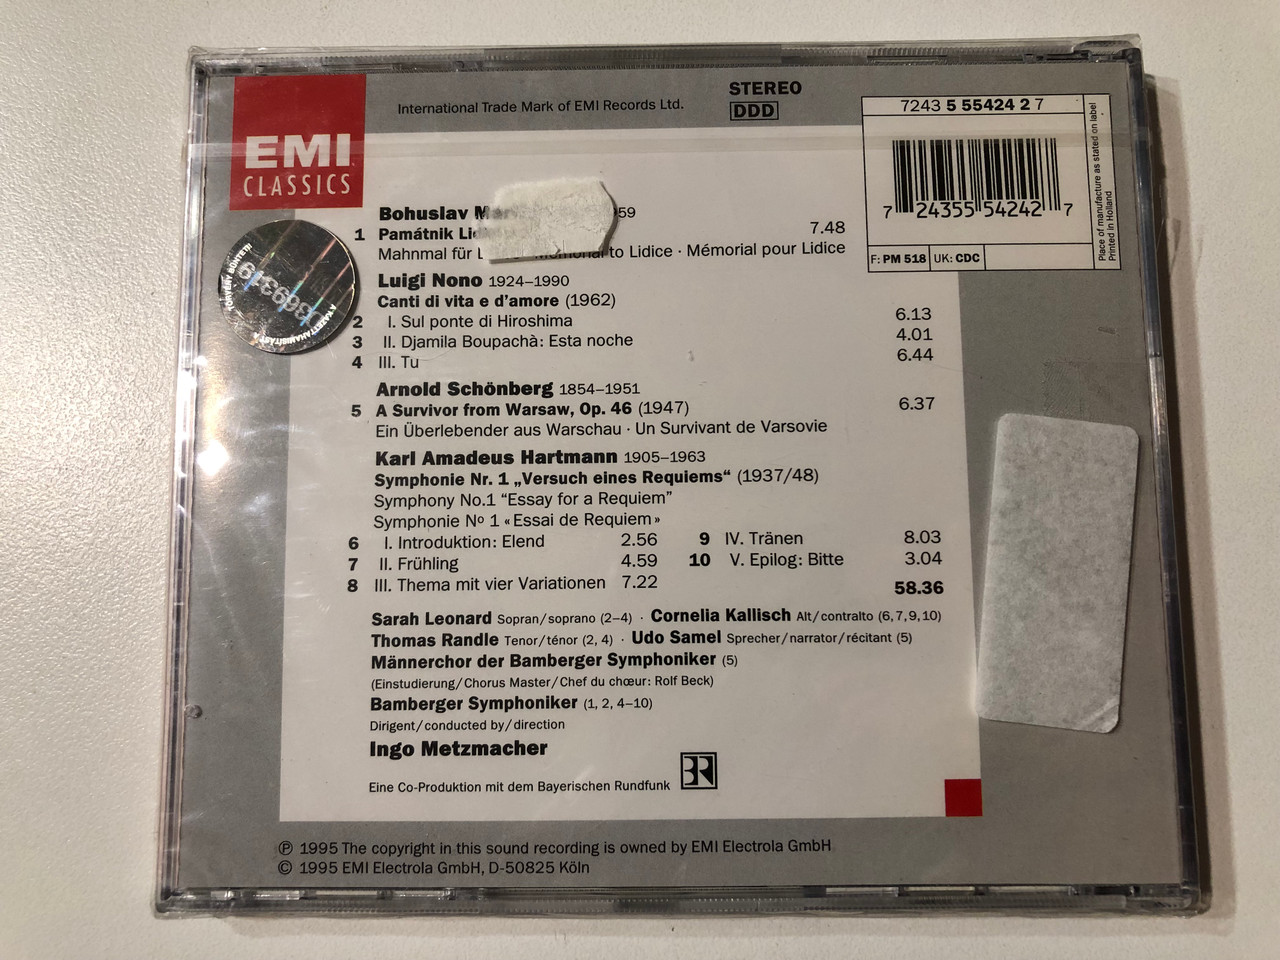 EMI
CLASSICS
International Trade Mark of EMI Records Ltd.
STEREO
DDD
7243 5 55424 2 7
7 24355 54242 7
F: PM 518 UK: CDC
Place of manufacture as stated on label
Printed in Holland
Bohuslav 59
1 Památnik 7.48
Mahnmal für Memorial to Lidice · Mémorial pour Lidice
Luigi Nono 1924–1990
Canti di vita e d'amore (1962)
2 I. Sul ponte di Hiroshima 6.13
3 II. Djamila Boupachà: Esta noche 4.01
4 III. Tu 6.44
Arnold Schönberg 1854–1951
5 A Survivor from Warsaw, Op. 46 (1947) 6.37
Ein Überlebender aus Warschau · Un Survivant de Varsovie
Karl Amadeus Hartmann 1905–1963
Symphonie Nr. 1 „Versuch eines Requiems“ (1937/48)
Symphony No.1 “Essay for a Requiem”
Symphonie Nº 1 «Essai de Requiem»
6 I. Introduktion: Elend 2.56 9 IV. Tränen 8.03
7 II. Frühling 4.59 10 V. Epilog: Bitte 3.04
8 III. Thema mit vier Variationen 7.22
58.36
Sarah Leonard Sopran/soprano (2–4) · Cornelia Kallisch Alt/contralto (6,7,9,10)
Thomas Randle Tenor/ténor (2, 4) · Udo Samel Sprecher/narrator/récitant (5)
Männerchor der Bamberger Symphoniker (5)
(Einstudierung/Chorus Master/Chef du chœur: Rolf Beck)
Bamberger Symphoniker (1, 2, 4–10)
Dirigent/conducted by/direction
Ingo Metzmacher
Eine Co-Produktion mit dem Bayerischen Rundfunk BR
℗ 1995 The copyright in this sound recording is owned by EMI Electrola GmbH
© 1995 EMI Electrola GmbH, D-50825 Köln